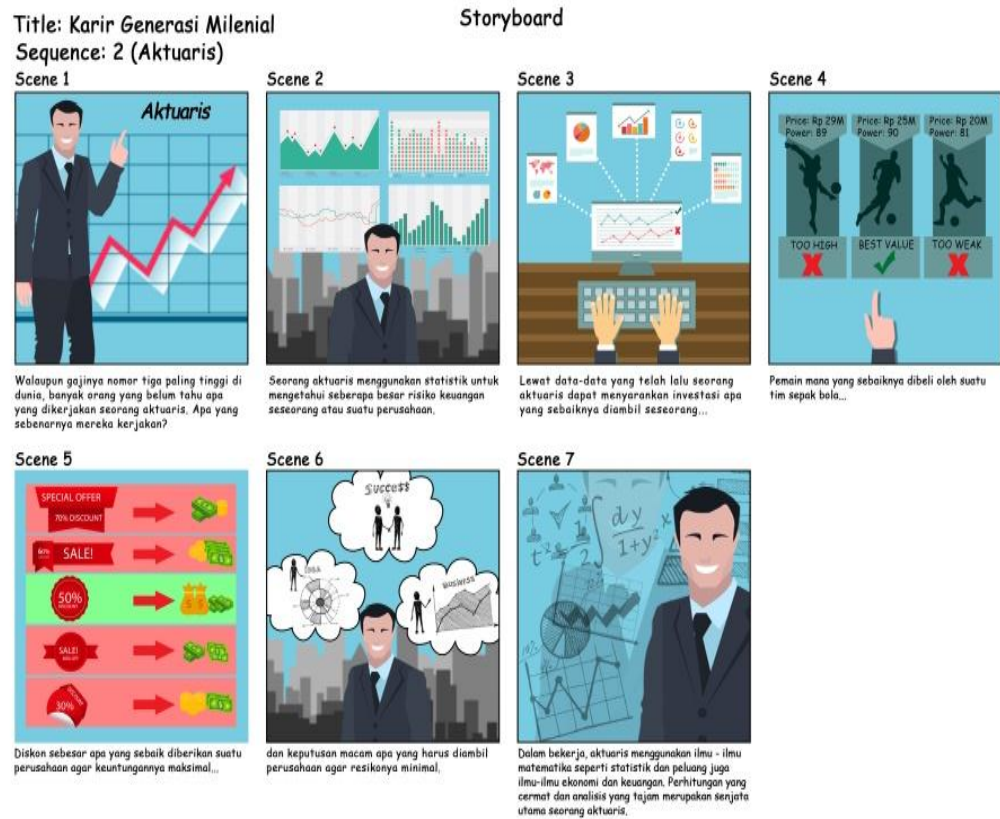 Storyboard
Title: Karir Generasi Milenial
Sequence: 2 (Aktuaris)
Scene 1
Aktuaris
Walaupun gajinya nomor tiga paling tinggi di
dunia, banyak orang yang belum tahu apa
yang dikerjakan seorang aktuaris. Apa yang
sebenarnya mereka kerjakan?
Scene 2
Seorang aktuaris menggunakan statistik untuk
mengetahui seberapa besar risiko keuangan
seseorang atau suatu perusahaan.
Scene 3
Lewat data-data yang telah lalu seorang
aktuaris dapat menyarankan investasi apa
yang sebaiknya diambil seseorang...
Scene 4
Price: Rp 29M
Power: 89
TOO HIGH
Price: Rp 25M
Power: 90
BEST VALUE
Price: Rp 20M
Power: 81
TOO WEAK
Pemain mana yang sebaiknya dibeli oleh suatu
tim sepak bola...
Scene 5
SPECIAL OFFER
70% DISCOUNT
60%
SALE!
50%
DISCOUNT
SALE!
DISCOUNT
30%
Diskon sebesar apa yang sebaik diberikan suatu
perusahaan agar keuntungannya maksimal...
Scene 6
SUCCE$$
BUSINESS
dan keputusan macam apa yang harus diambil
perusahaan agar resikonya minimal.
Scene 7
dy
1+y²
Dalam bekerja, aktuaris menggunakan ilmu - ilmu
matematika seperti statistik dan peluang juga
ilmu-ilmu ekonomi dan keuangan. Perhitungan yang
cermat dan analisis yang tajam merupakan senjata
utama seorang aktuaris.